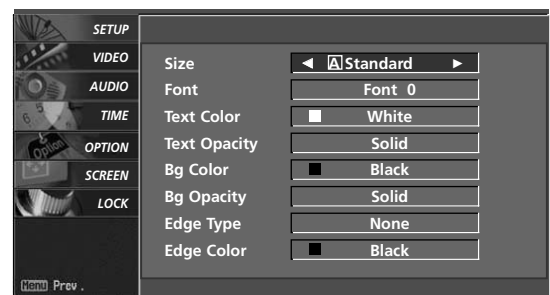 SETUP
VIDEO
AUDIO
TIME
OPTION
SCREEN
LOCK
Menu Prev.
Size ◄ A Standard ►
Font Font 0
Text Color White
Text Opacity Solid
Bg Color Black
Bg Opacity Solid
Edge Type None
Edge Color Black